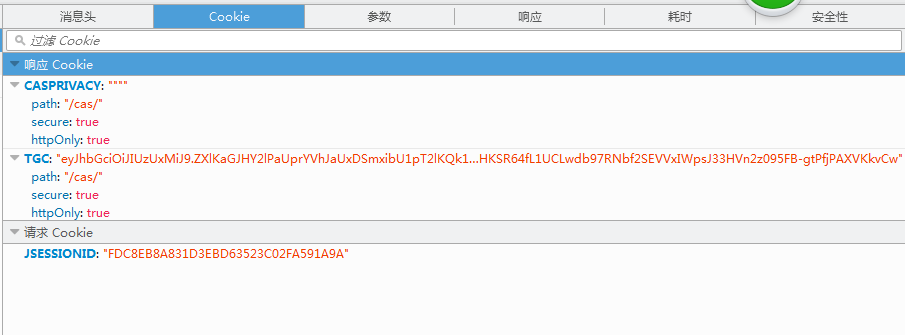 消息头 Cookie 参数 响应 耗时 安全性
过滤 Cookie
响应 Cookie
CASPRIVACY: """"
path: "/cas/"
secure: true
httpOnly: true
TGC: "eyJhbGciOiJIUzUxMiJ9.ZXlKaGJHY2lPaUprYVhJaUxDSmxibU1pT2lKQk1...HKSR64fL1UCLwdb97RNbf2SEVVxIWpsJ33HVn2z095FB-gtPfjPAXVKkvCw"
path: "/cas/"
secure: true
httpOnly: true
请求 Cookie
JSESSIONID: "FDC8EB8A831D3EBD63523C02FA591A9A"